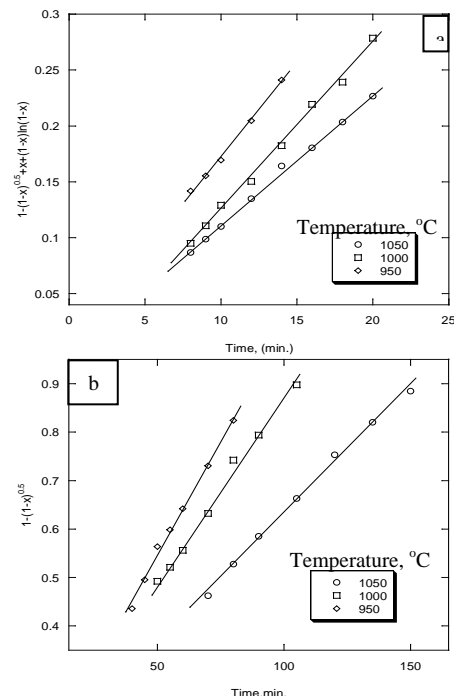 a
1-(1-x)^0.5+x+(1-x)ln(1-x)
0.3
0.25
0.2
0.15
0.1
0.05
0 5 10 15 20 25
Time, (min.)
Temperature, °C
1050
1000
950
b
1-(1-x)^0.5
0.9
0.8
0.7
0.6
0.5
0.4
50 100 150
Time,min.
Temperature, °C
1050
1000
950